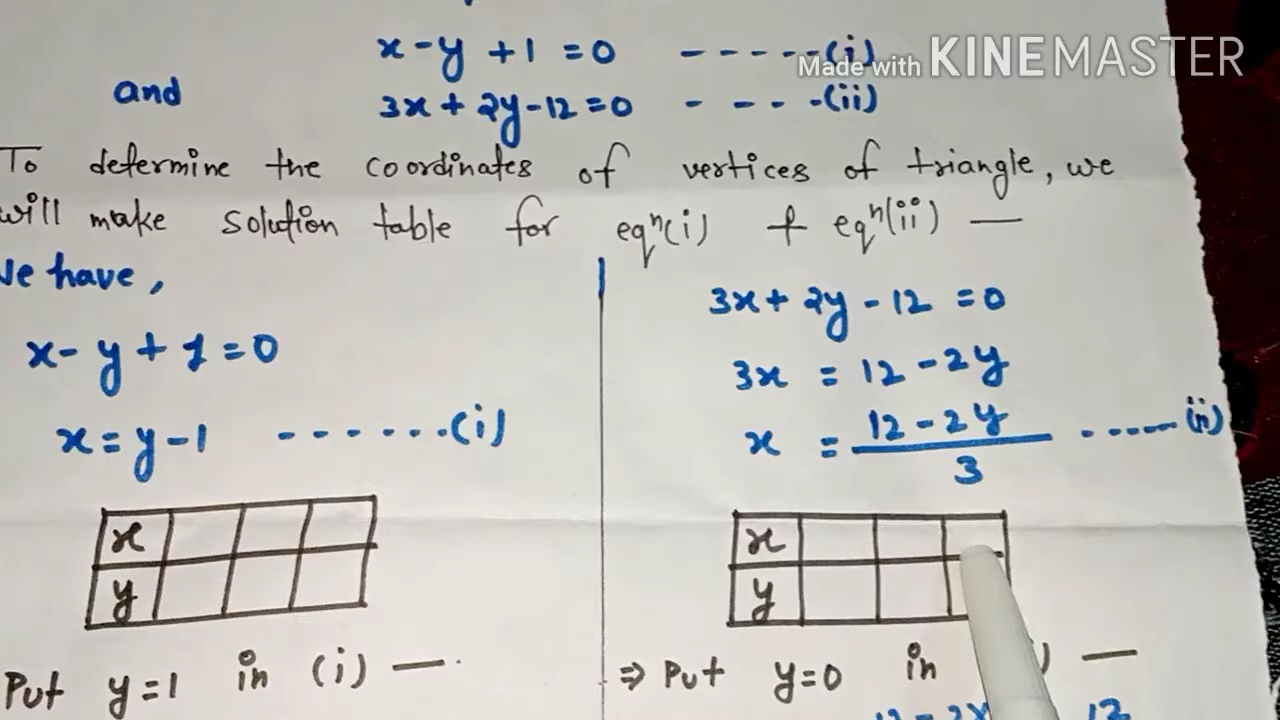 x - y + 1 = 0 -----(i)
Made with KINEMASTER
and 3x + 2y - 12 = 0 - - - -(ii)
To determine the coordinates of vertices of triangle, we
will make solution table for eqⁿ(i) + eqⁿ(ii) —
have,
x - y + 1 = 0
x = y - 1 -------(i)
x
y
Put y = 1 in (i) —
3x + 2y - 12 = 0
3x = 12 - 2y
x = 12 - 2y / 3 ------(ii)
x
y
⇒ Put y = 0 in ) —
12